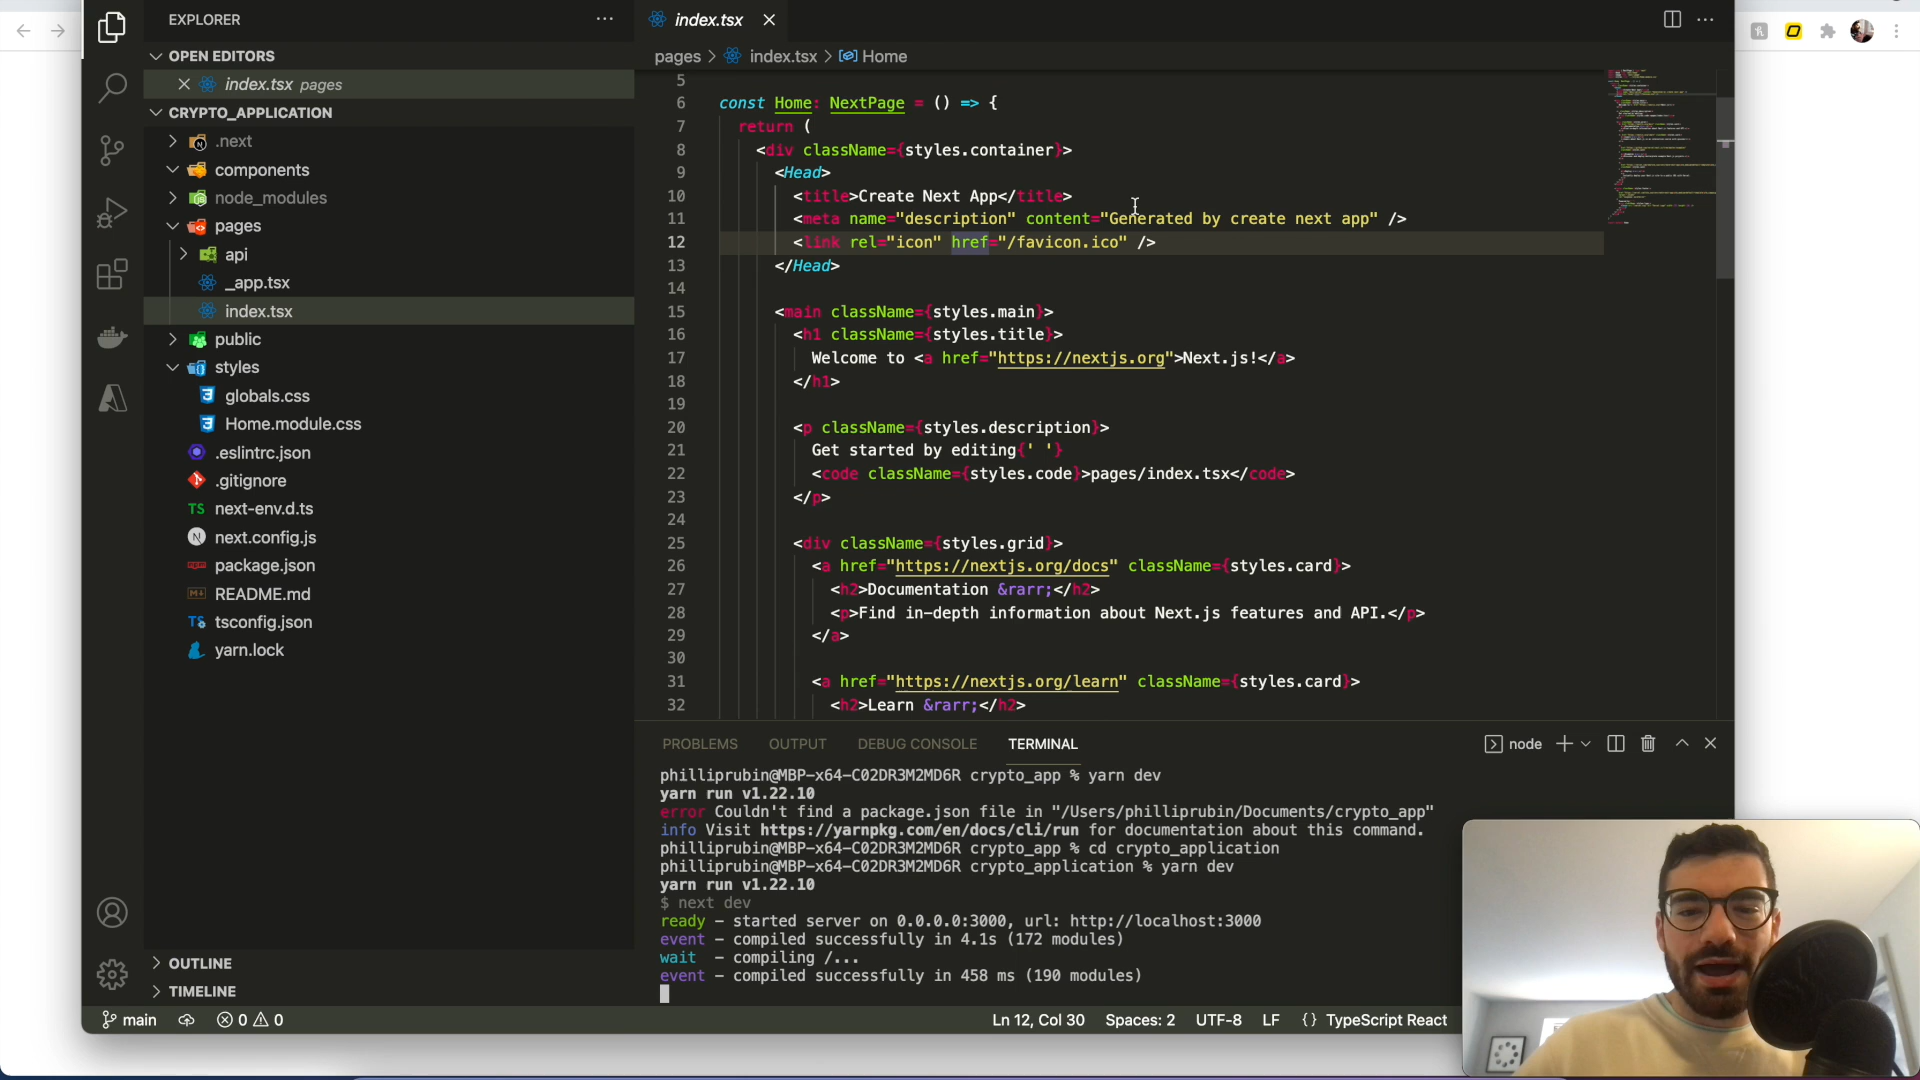 EXPLORER
OPEN EDITORS
index.tsx pages
CRYPTO_APPLICATION
.next
components
node_modules
pages
api
_app.tsx
index.tsx
public
styles
globals.css
Home.module.css
.eslintrc.json
.gitignore
TS next-env.d.ts
N next.config.js
package.json
README.md
TS tsconfig.json
yarn.lock
OUTLINE
TIMELINE
index.tsx
pages > index.tsx > Home
5
6 const Home: NextPage = () => {
7 return (
8 <div className={styles.container}>
9 <Head>
10 <title>Create Next App</title>
11 <meta name="description" content="Generated by create next app" />
12 <link rel="icon" href="/favicon.ico" />
13 </Head>
14
15 <main className={styles.main}>
16 <h1 className={styles.title}>
17 Welcome to <a href="https://nextjs.org">Next.js!</a>
18 </h1>
19
20 <p className={styles.description}>
21 Get started by editing{' '}
22 <code className={styles.code}>pages/index.tsx</code>
23 </p>
24
25 <div className={styles.grid}>
26 <a href="https://nextjs.org/docs" className={styles.card}>
27 <h2>Documentation &rarr;</h2>
28 <p>Find in-depth information about Next.js features and API.</p>
29 </a>
30
31 <a href="https://nextjs.org/learn" className={styles.card}>
32 <h2>Learn &rarr;</h2>
PROBLEMS OUTPUT DEBUG CONSOLE TERMINAL node
philliprubin@MBP-x64-C02DR3M2MD6R crypto_app % yarn dev
yarn run v1.22.10
error Couldn't find a package.json file in "/Users/philliprubin/Documents/crypto_app"
info Visit https://yarnpkg.com/en/docs/cli/run for documentation about this command.
philliprubin@MBP-x64-C02DR3M2MD6R crypto_app % cd crypto_application
philliprubin@MBP-x64-C02DR3M2MD6R crypto_application % yarn dev
yarn run v1.22.10
$ next dev
ready - started server on 0.0.0.0:3000, url: http://localhost:3000
event - compiled successfully in 4.1s (172 modules)
wait - compiling /...
event - compiled successfully in 458 ms (190 modules)
main 0 0 Ln 12, Col 30 Spaces: 2 UTF-8 LF {} TypeScript React